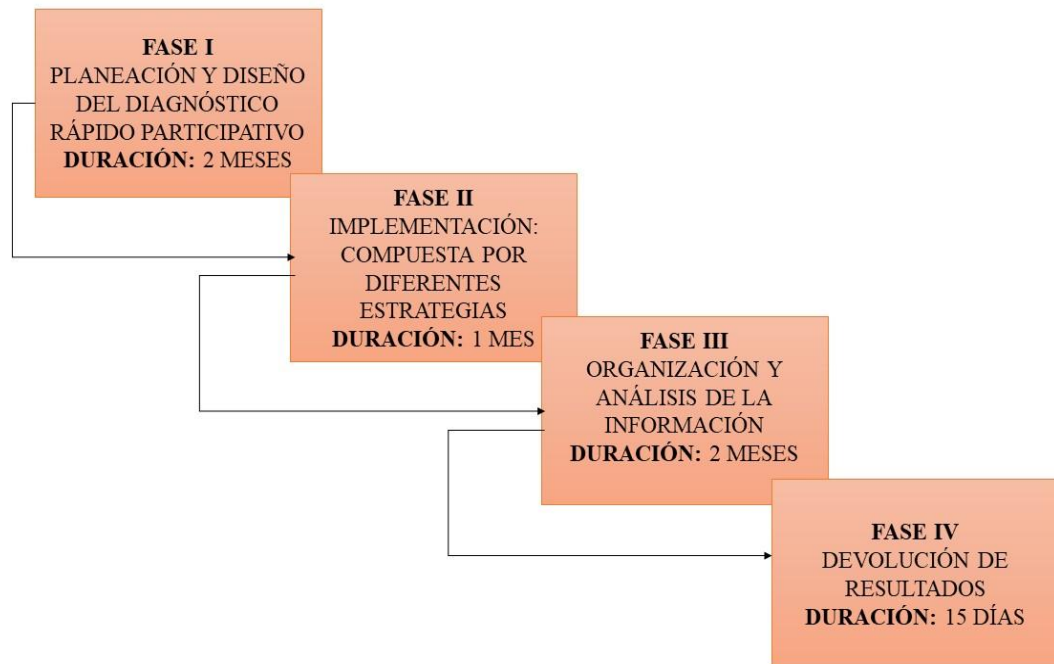 FASE I
PLANEACIÓN Y DISEÑO
DEL DIAGNÓSTICO
RÁPIDO PARTICIPATIVO
DURACIÓN: 2 MESES
FASE II
IMPLEMENTACIÓN:
COMPUESTA POR
DIFERENTES
ESTRATEGIAS
DURACIÓN: 1 MES
FASE III
ORGANIZACIÓN Y
ANÁLISIS DE LA
INFORMACIÓN
DURACIÓN: 2 MESES
FASE IV
DEVOLUCIÓN DE
RESULTADOS
DURACIÓN: 15 DÍAS